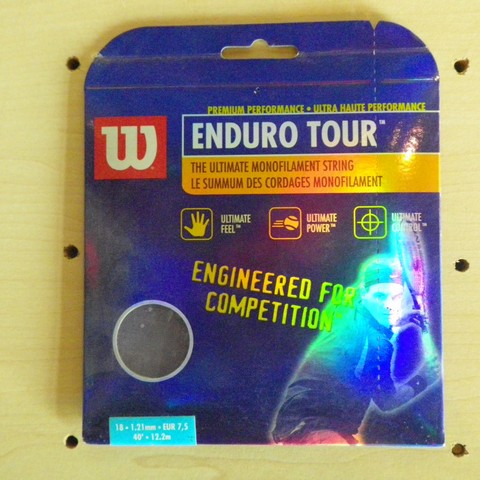 PREMIUM PERFORMANCE • ULTRA HAUTE PERFORMANCE
W
ENDURO TOUR™
THE ULTIMATE MONOFILAMENT STRING
LE SUMMUM DES CORDAGES MONOFILAMENT
ULTIMATE FEEL™
ULTIMATE POWER™
ULTIMATE CONTROL™
ENGINEERED FOR
COMPETITION
18 • 1.21mm • EUR 7,5
40' • 12.2m